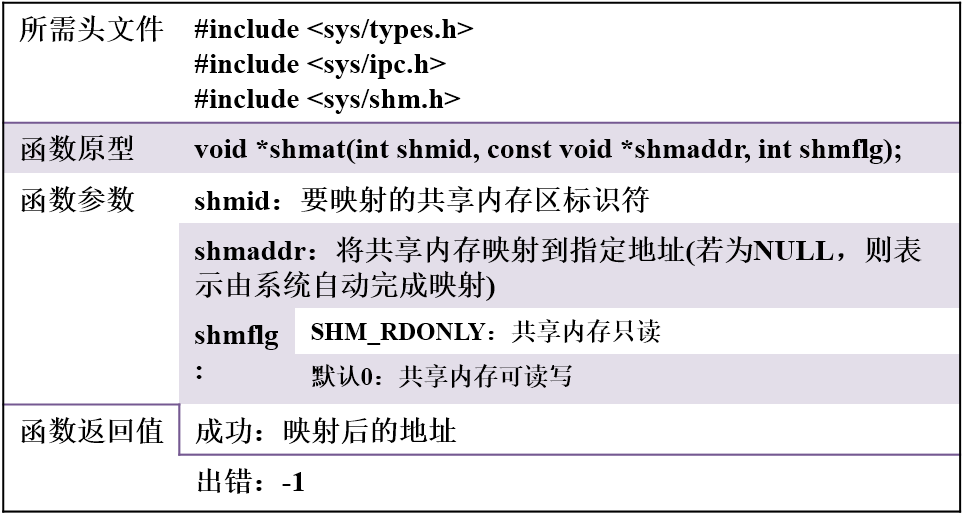 所需头文件
#include <sys/types.h>
#include <sys/ipc.h>
#include <sys/shm.h>
函数原型
void *shmat(int shmid, const void *shmaddr, int shmflg);
函数参数
shmid：要映射的共享内存区标识符
shmaddr：将共享内存映射到指定地址(若为NULL，则表
示由系统自动完成映射)
shmflg
：
SHM_RDONLY：共享内存只读
默认0：共享内存可读写
函数返回值
成功：映射后的地址
出错：-1